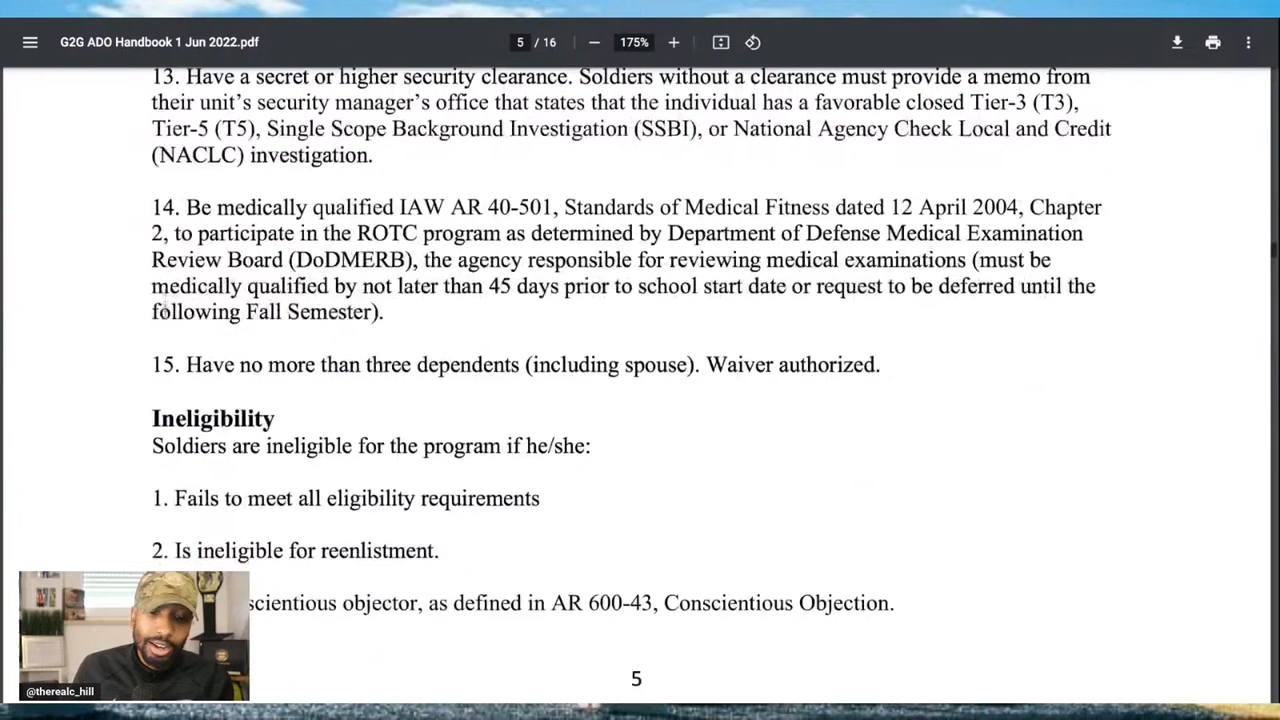 G2G ADO Handbook 1 Jun 2022.pdf
5 / 16
175%
13. Have a secret or higher security clearance. Soldiers without a clearance must provide a memo from
their unit's security manager's office that states that the individual has a favorable closed Tier-3 (T3),
Tier-5 (T5), Single Scope Background Investigation (SSBI), or National Agency Check Local and Credit
(NACLC) investigation.
14. Be medically qualified IAW AR 40-501, Standards of Medical Fitness dated 12 April 2004, Chapter
2, to participate in the ROTC program as determined by Department of Defense Medical Examination
Review Board (DoDMERB), the agency responsible for reviewing medical examinations (must be
medically qualified by not later than 45 days prior to school start date or request to be deferred until the
following Fall Semester).
15. Have no more than three dependents (including spouse). Waiver authorized.
Ineligibility
Soldiers are ineligible for the program if he/she:
1. Fails to meet all eligibility requirements
2. Is ineligible for reenlistment.
scientious objector, as defined in AR 600-43, Conscientious Objection.
@therealc_hill
5